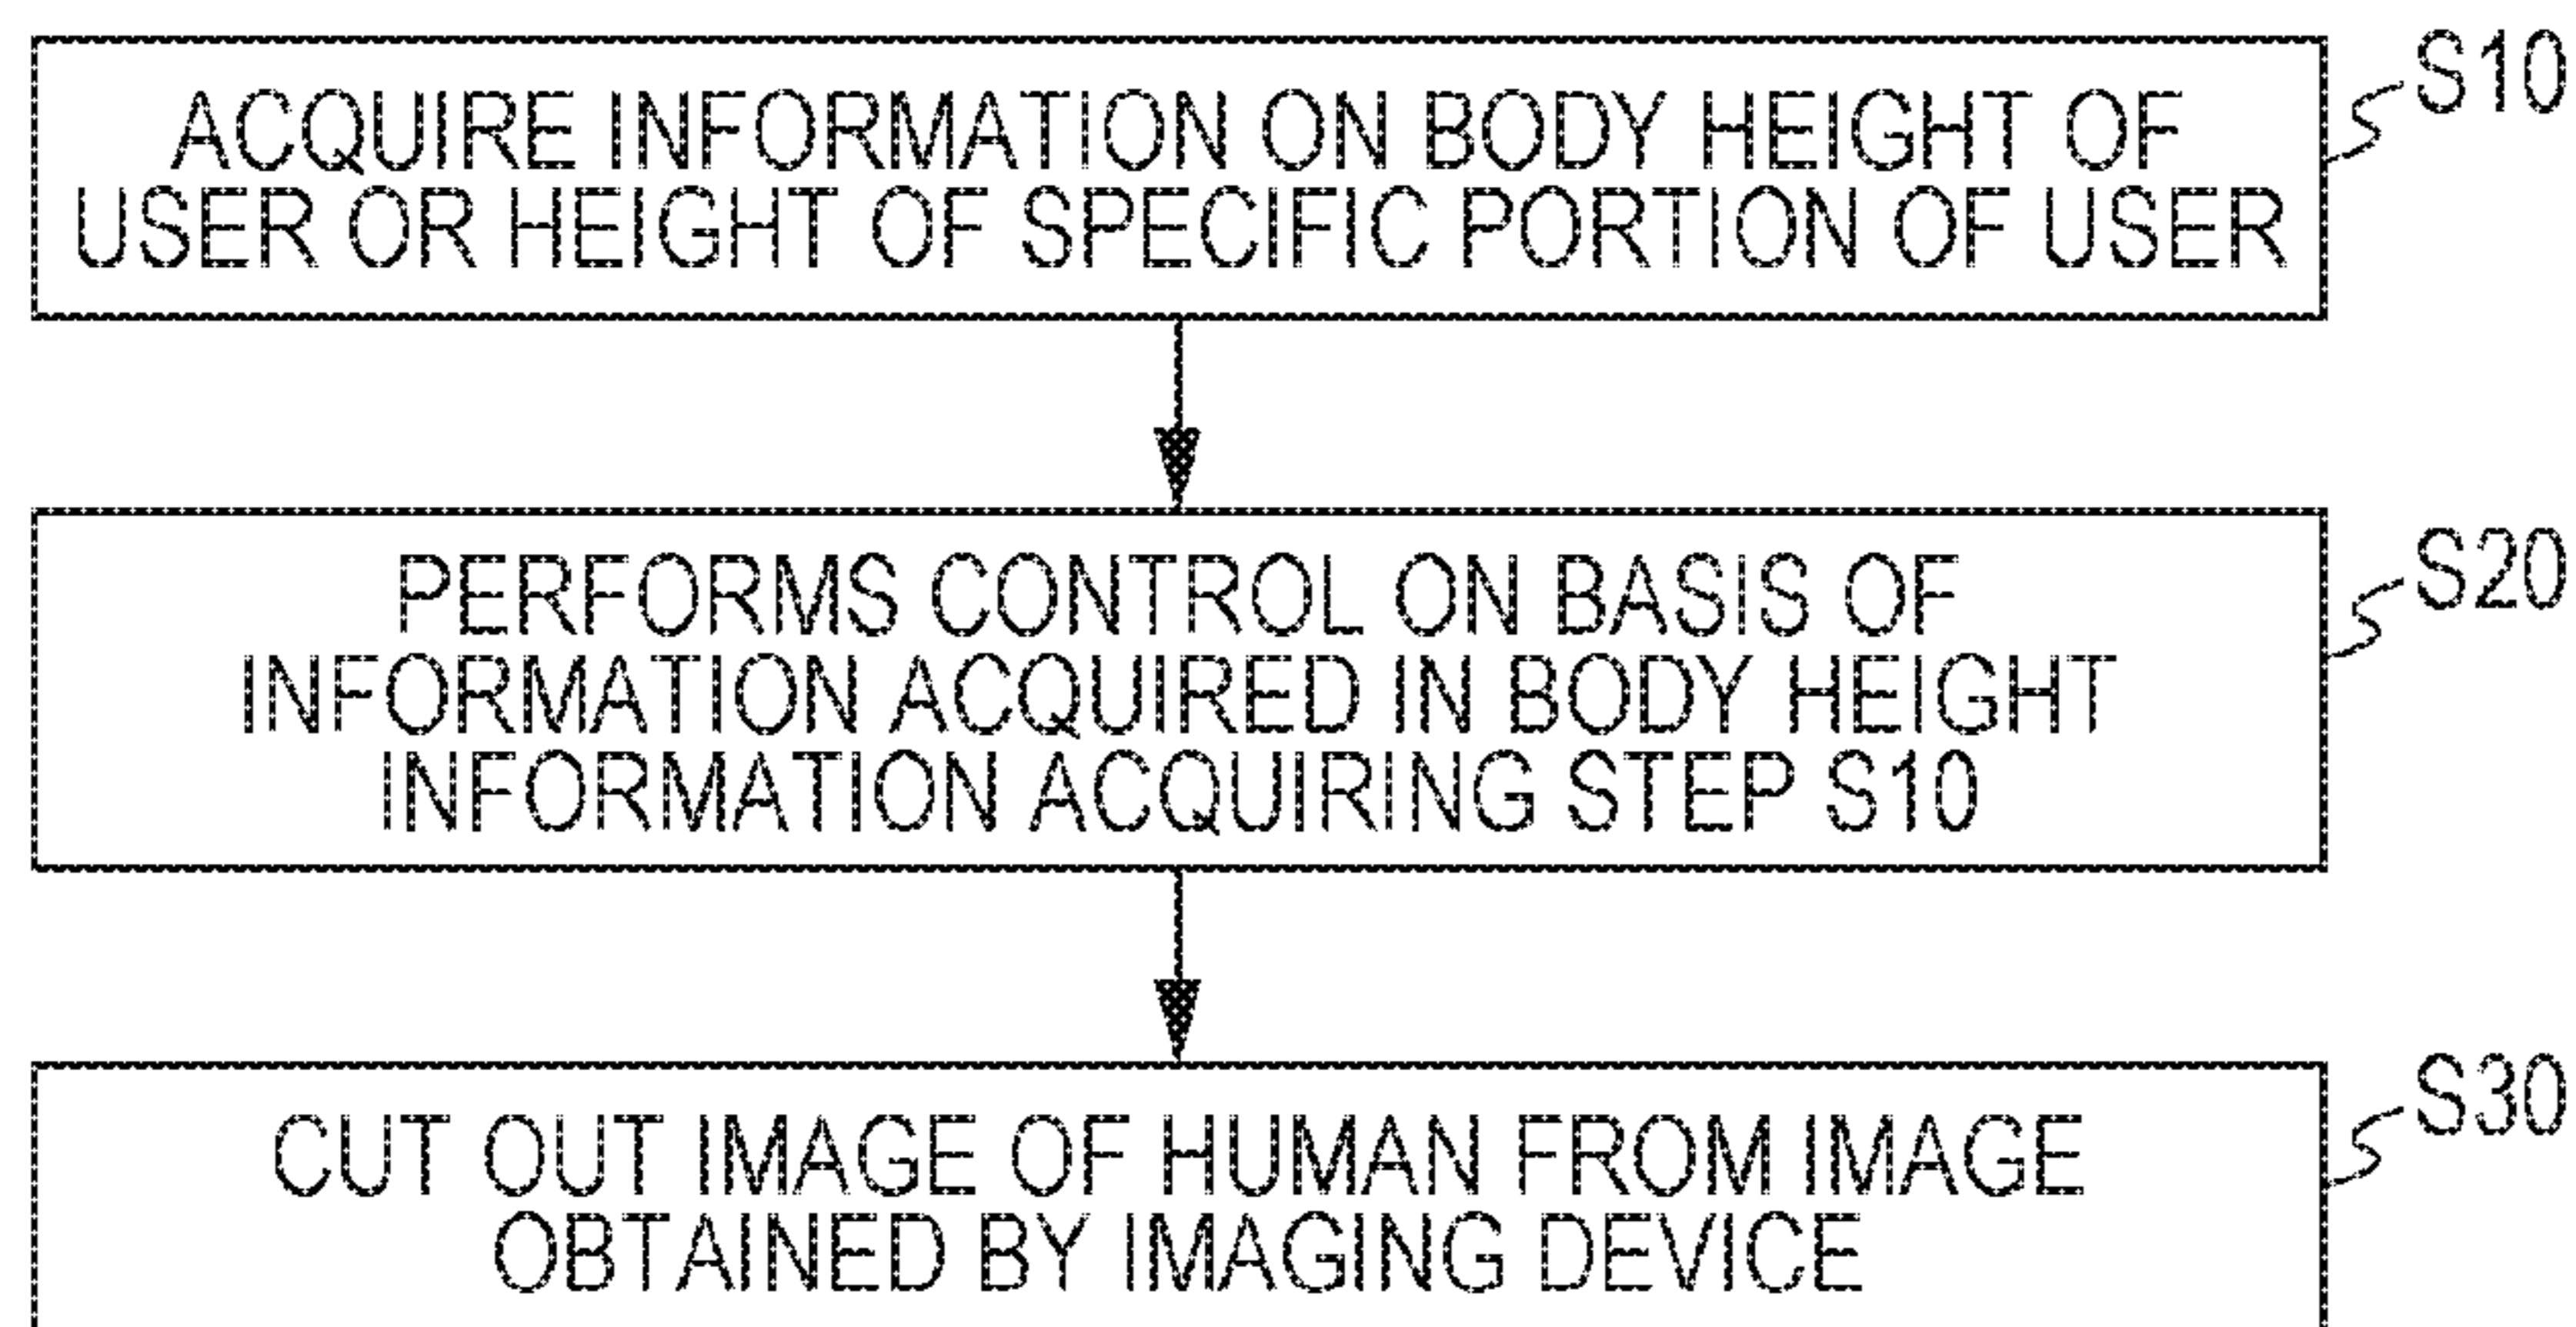 S10
ACQUIRE INFORMATION ON BODY HEIGHT OF
USER OR HEIGHT OF SPECIFIC PORTION OF USER
S20
PERFORMS CONTROL ON BASIS OF
INFORMATION ACQUIRED IN BODY HEIGHT
INFORMATION ACQUIRING STEP S10
S30
CUT OUT IMAGE OF HUMAN FROM IMAGE
OBTAINED BY IMAGING DEVICE